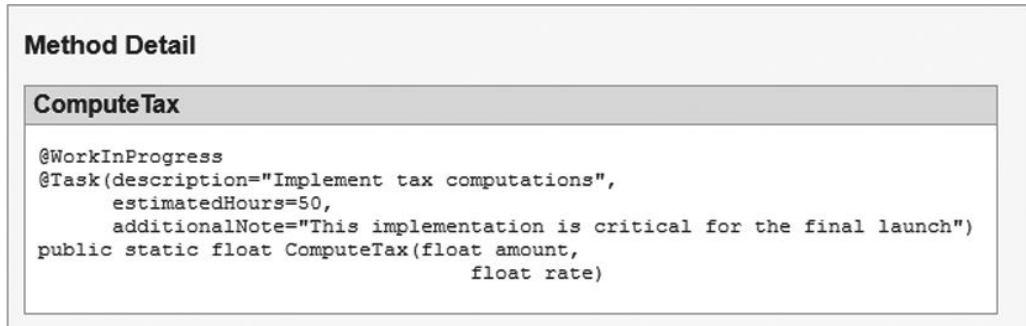 Method Detail
ComputeTax
@WorkInProgress
@Task(description="Implement tax computations",
      estimatedHours=50,
      additionalNote="This implementation is critical for the final launch")
public static float ComputeTax(float amount,
                               float rate)